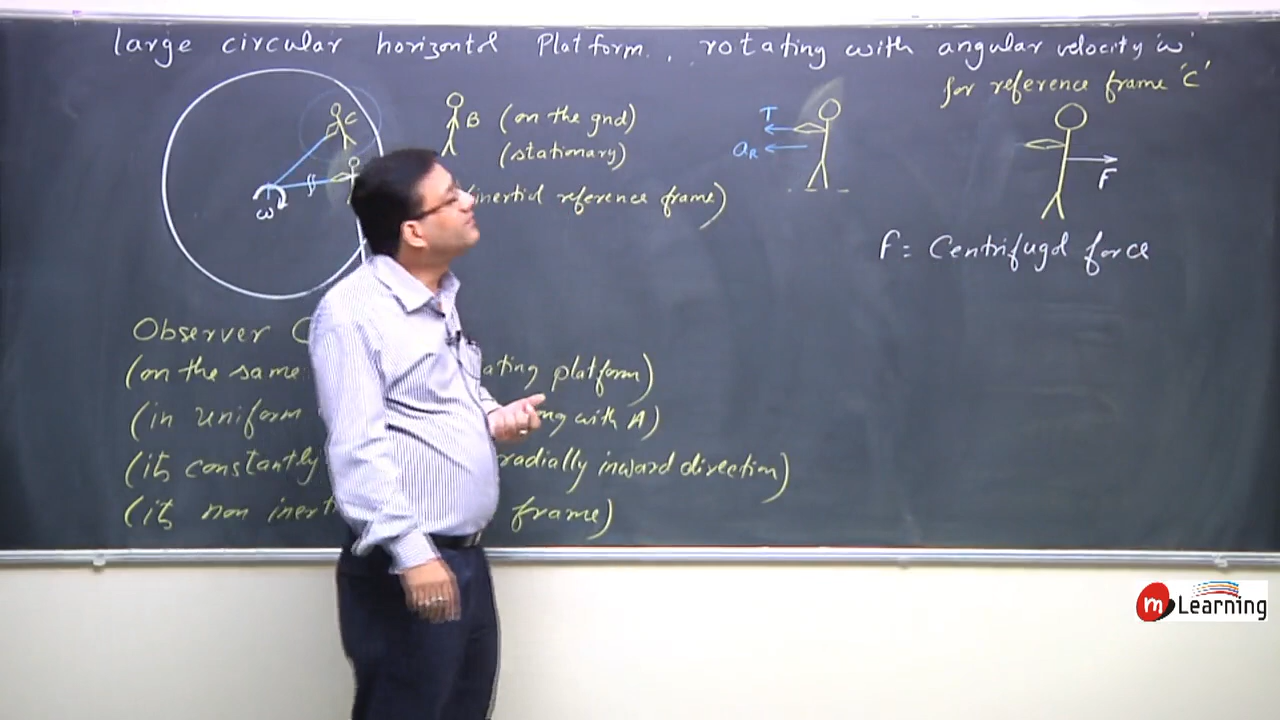 large circular horizontal Platform, rotating with angular velocity 'ω'
for reference frame 'C'
C
B (on the gnd)
(stationary)
inertial reference frame)
ω
T
aR
F
F = Centrifugal force
Observer C
(on the same ating platform)
(in uniform ng with A)
(its constantly radially inward direction)
(its non inerti frame)
m Learning